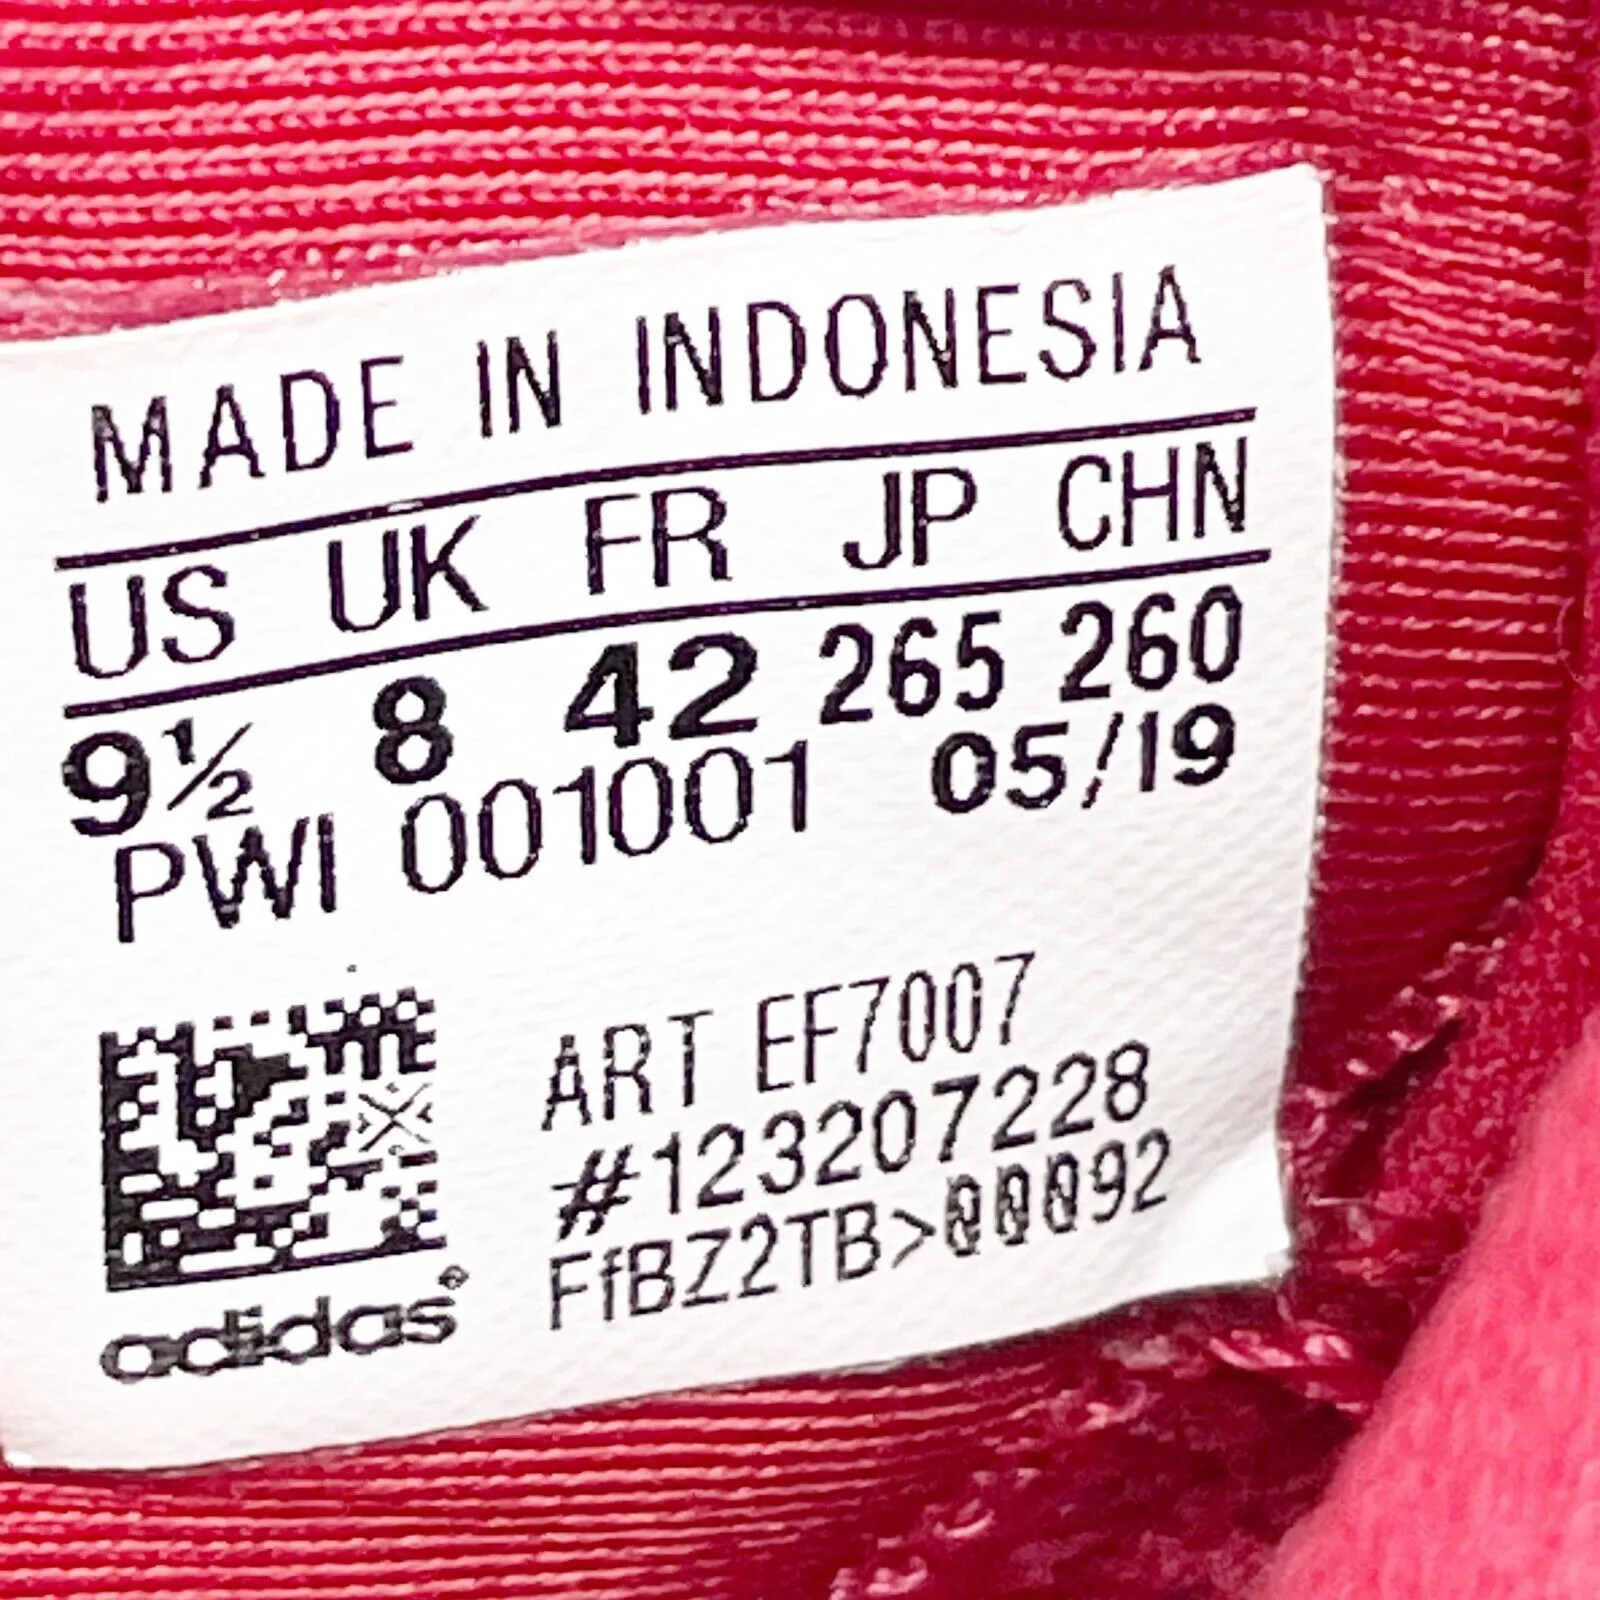 MADE IN INDONESIA
US UK FR JP CHN
9½ 8 42 265 260
PWI 001001 05/19
ART EF7007
#123207228
FfBZ2TB>00092
adidas®